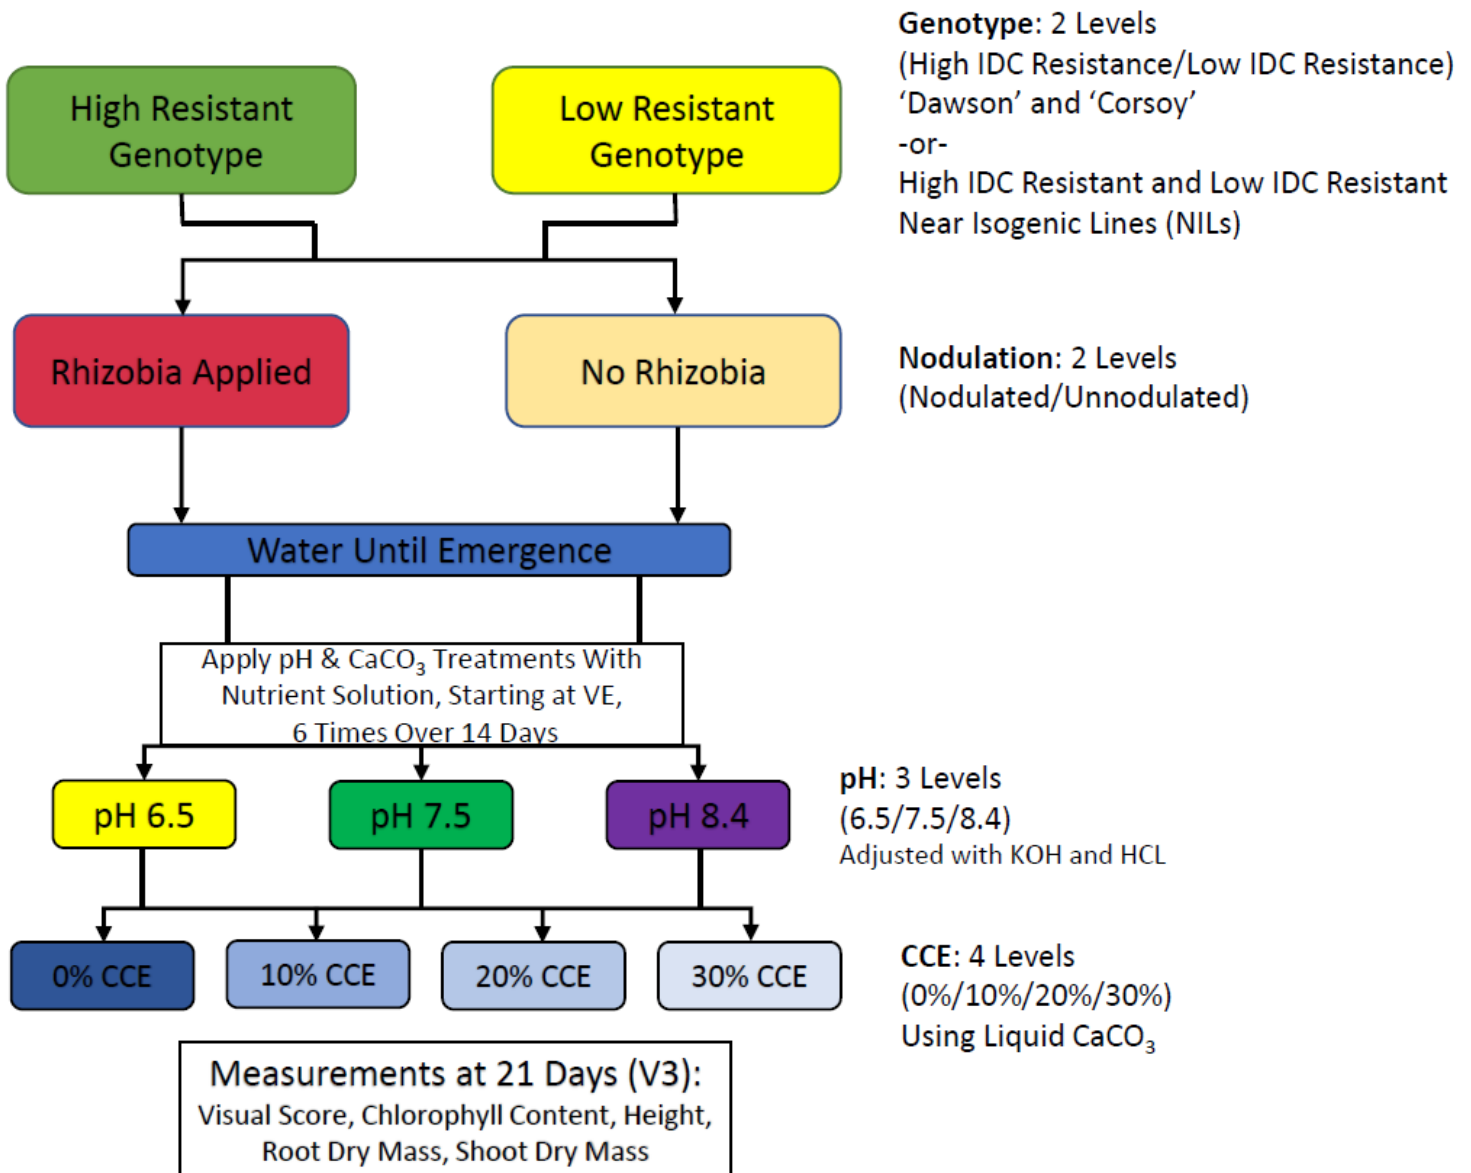 Genotype: 2 Levels
(High IDC Resistance/Low IDC Resistance)
‘Dawson’ and ‘Corsoy’
-or-
High IDC Resistant and Low IDC Resistant
Near Isogenic Lines (NILs)
High Resistant
Genotype
Low Resistant
Genotype
Rhizobia Applied
No Rhizobia
Nodulation: 2 Levels
(Nodulated/Unnodulated)
Water Until Emergence
Apply pH & CaCO₃ Treatments With
Nutrient Solution, Starting at VE,
6 Times Over 14 Days
pH 6.5
pH 7.5
pH 8.4
pH: 3 Levels
(6.5/7.5/8.4)
Adjusted with KOH and HCL
0% CCE
10% CCE
20% CCE
30% CCE
CCE: 4 Levels
(0%/10%/20%/30%)
Using Liquid CaCO₃
Measurements at 21 Days (V3):
Visual Score, Chlorophyll Content, Height,
Root Dry Mass, Shoot Dry Mass